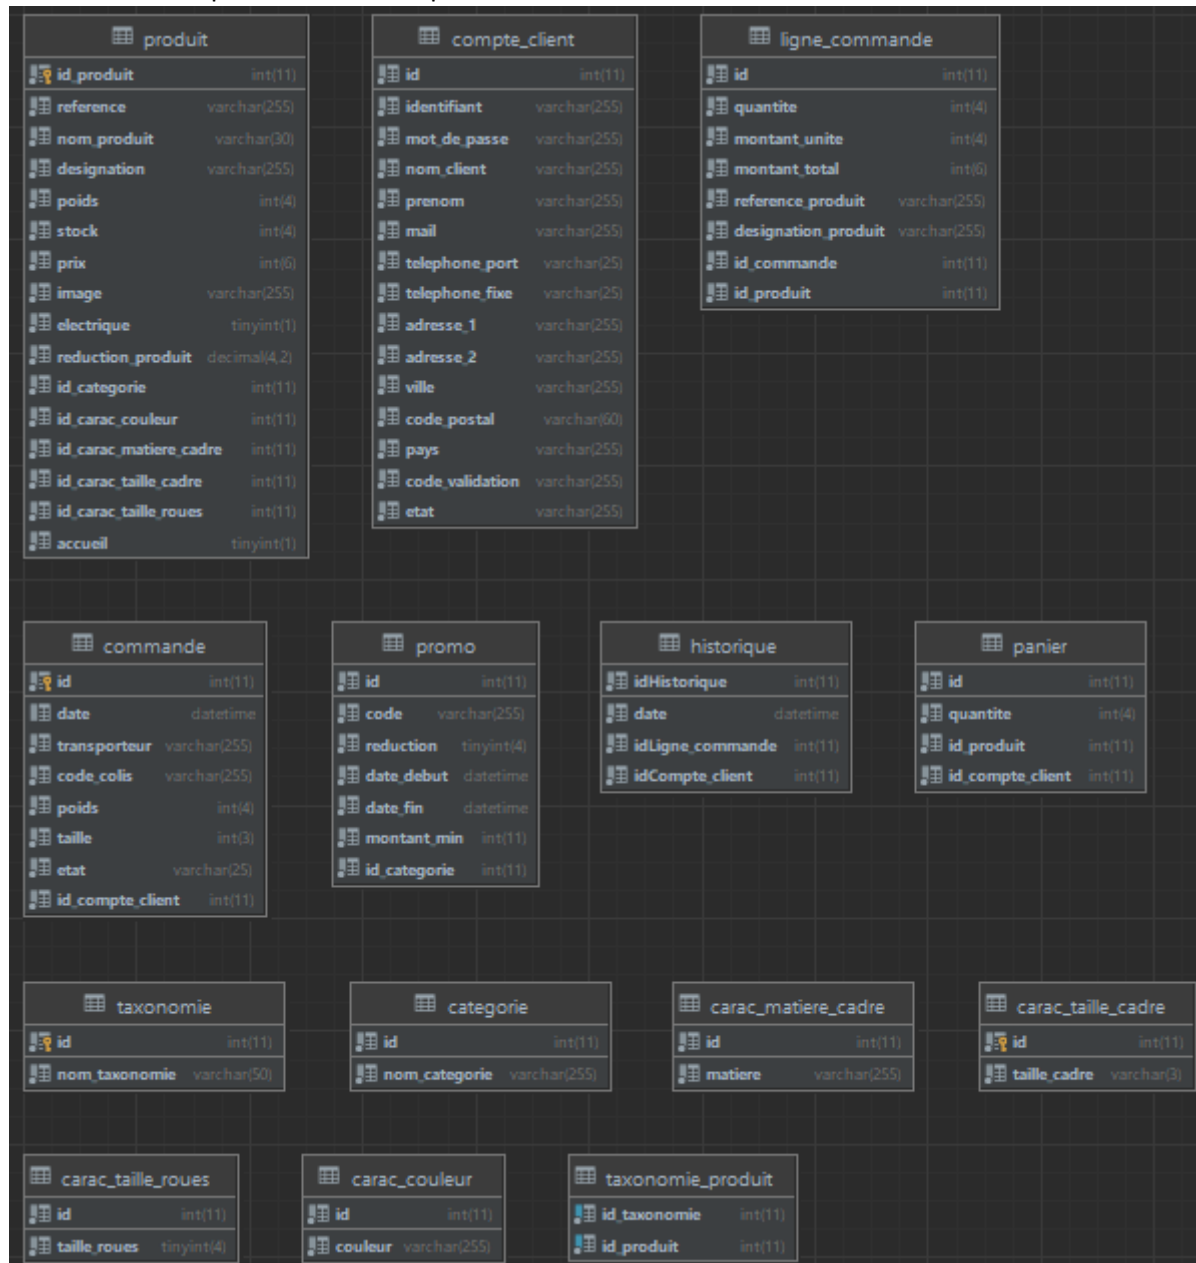 produit
id_produit int(11)
reference varchar(255)
nom_produit varchar(30)
designation varchar(255)
poids int(4)
stock int(4)
prix int(6)
image varchar(255)
electrique tinyint(1)
reduction_produit decimal(4,2)
id_categorie int(11)
id_carac_couleur int(11)
id_carac_matiere_cadre int(11)
id_carac_taille_cadre int(11)
id_carac_taille_roues int(11)
accueil tinyint(1)
compte_client
id int(11)
identifiant varchar(255)
mot_de_passe varchar(255)
nom_client varchar(255)
prenom varchar(255)
mail varchar(255)
telephone_port varchar(25)
telephone_fixe varchar(25)
adresse_1 varchar(255)
adresse_2 varchar(255)
ville varchar(255)
code_postal varchar(60)
pays varchar(255)
code_validation varchar(255)
etat varchar(255)
ligne_commande
id int(11)
quantite int(4)
montant_unite int(4)
montant_total int(6)
reference_produit varchar(255)
designation_produit varchar(255)
id_commande int(11)
id_produit int(11)
commande
id int(11)
date datetime
transporteur varchar(255)
code_colis varchar(255)
poids int(4)
taille int(3)
etat varchar(25)
id_compte_client int(11)
promo
id int(11)
code varchar(255)
reduction tinyint(4)
date_debut datetime
date_fin datetime
montant_min int(11)
id_categorie int(11)
historique
idHistorique int(11)
date datetime
idLigne_commande int(11)
idCompte_client int(11)
panier
id int(11)
quantite int(4)
id_produit int(11)
id_compte_client int(11)
taxonomie
id int(11)
nom_taxonomie varchar(50)
categorie
id int(11)
nom_categorie varchar(255)
carac_matiere_cadre
id int(11)
matiere varchar(255)
carac_taille_cadre
id int(11)
taille_cadre varchar(3)
carac_taille_roues
id int(11)
taille_roues tinyint(4)
carac_couleur
id int(11)
couleur varchar(255)
taxonomie_produit
id_taxonomie int(11)
id_produit int(11)